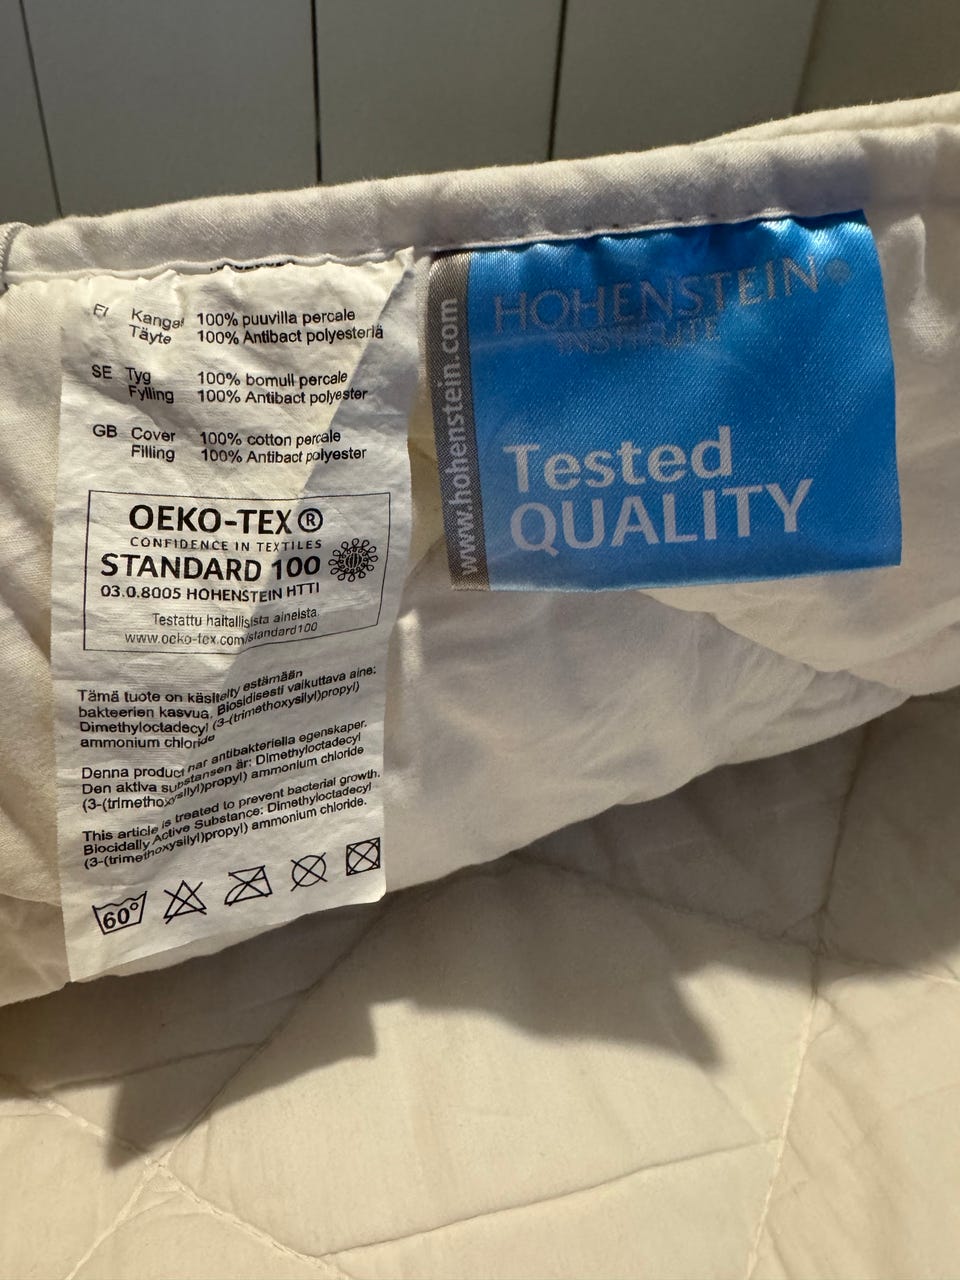 FI Kangas 100% puuvilla percale
Täyte 100% Antibact polyesteriä
SE Tyg 100% bomull percale
Fylling 100% Antibact polyester
GB Cover 100% cotton percale
Filling 100% Antibact polyester
OEKO-TEX®
CONFIDENCE IN TEXTILES
STANDARD 100
03.0.8005 HOHENSTEIN HTTI
Testattu haitallisista aineista.
www.oeko-tex.com/standard100
Tämä tuote on käsitelty estämään
bakteerien kasvua. Biosidisesti vaikuttava aine:
Dimethyloctadecyl (3-(trimethoxysilyl)propyl)
ammonium chloride
Denna product har antibakteriella egenskaper.
Den aktiva substansen är: Dimethyloctadecyl
(3-(trimethoxysilyl)propyl) ammonium chloride
This article is treated to prevent bacterial growth.
Biocidally Active Substance: Dimethyloctadecyl
(3-(trimethoxysilyl)propyl) ammonium chloride.
60°
www.hohenstein.com
HOHENSTEIN®
INSTITUTE
Tested
QUALITY